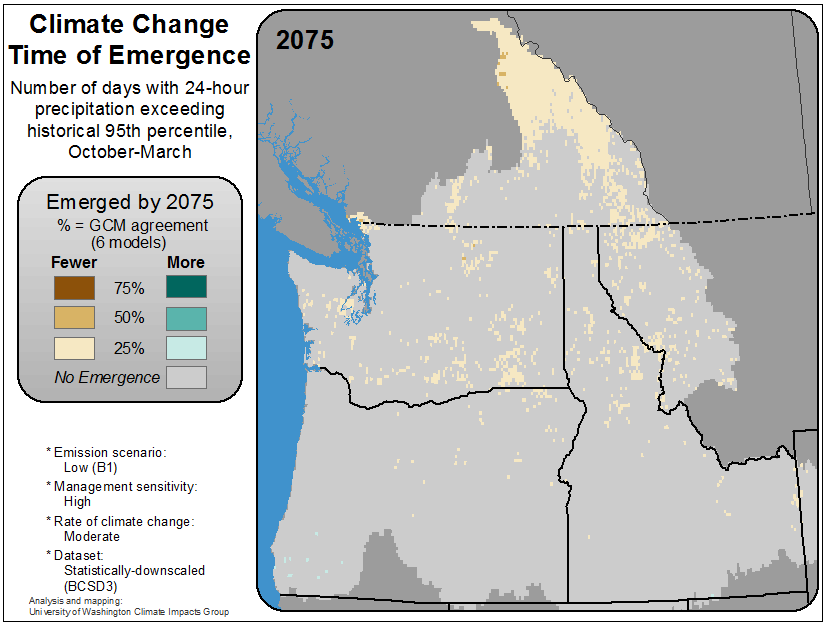 Climate Change
Time of Emergence
Number of days with 24-hour
precipitation exceeding
historical 95th percentile,
October-March
Emerged by 2075
% = GCM agreement
(6 models)
Fewer More
75%
50%
25%
No Emergence
* Emission scenario:
Low (B1)
* Management sensitivity:
High
* Rate of climate change:
Moderate
* Dataset:
Statistically-downscaled
(BCSD3)
Analysis and mapping:
University of Washington Climate Impacts Group
2075